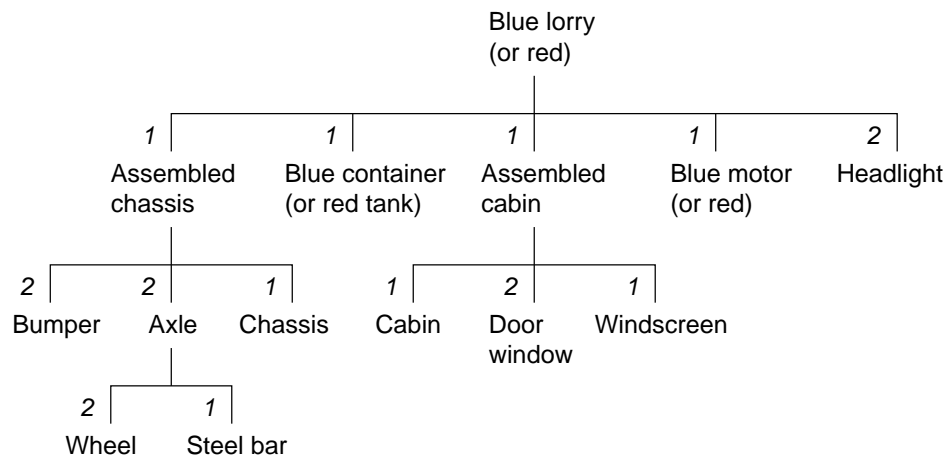 Blue lorry
(or red)
1 1 1 1 2
Assembled chassis
Blue container (or red tank)
Assembled cabin
Blue motor (or red)
Headlight
2 2 1 1 2 1
Bumper Axle Chassis Cabin Door window Windscreen
2 1
Wheel Steel bar